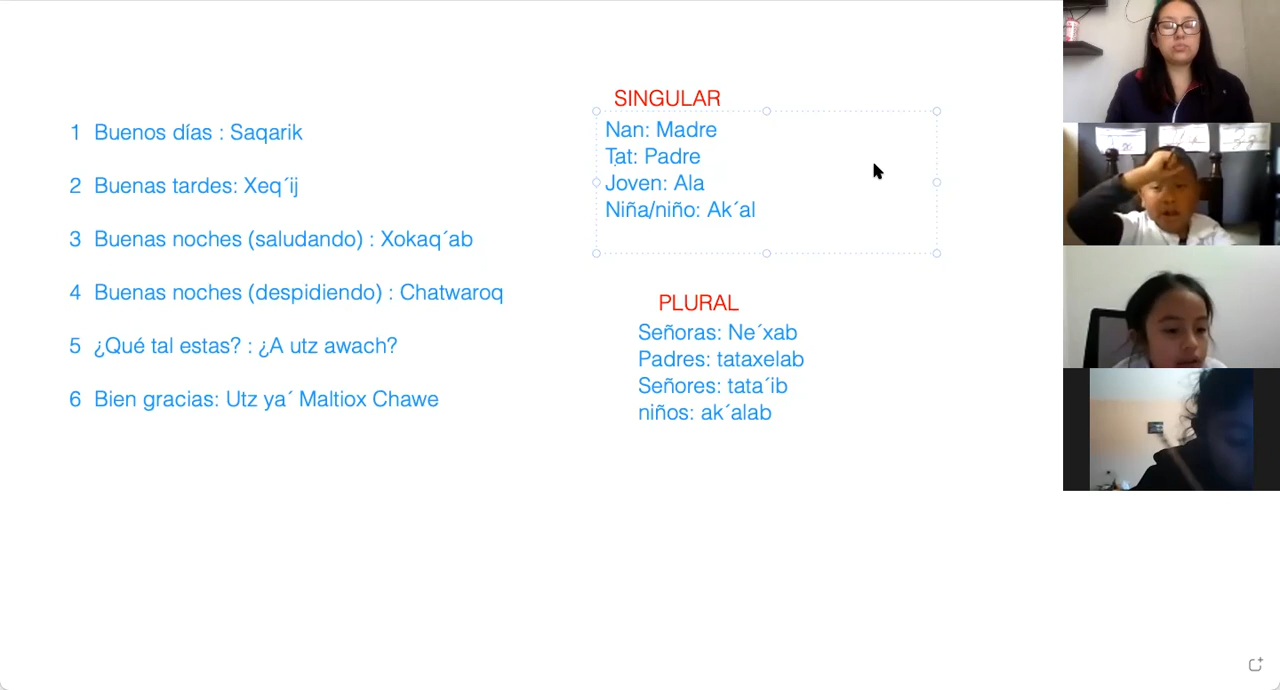 1 Buenos días : Saqarik
2 Buenas tardes: Xeq´ij
3 Buenas noches (saludando) : Xokaq´ab
4 Buenas noches (despidiendo) : Chatwaroq
5 ¿Qué tal estas? : ¿A utz awach?
6 Bien gracias: Utz ya´ Maltiox Chawe
SINGULAR
Nan: Madre
Tat: Padre
Joven: Ala
Niña/niño: Ak´al
PLURAL
Señoras: Ne´xab
Padres: tataxelab
Señores: tata´ib
niños: ak´alab